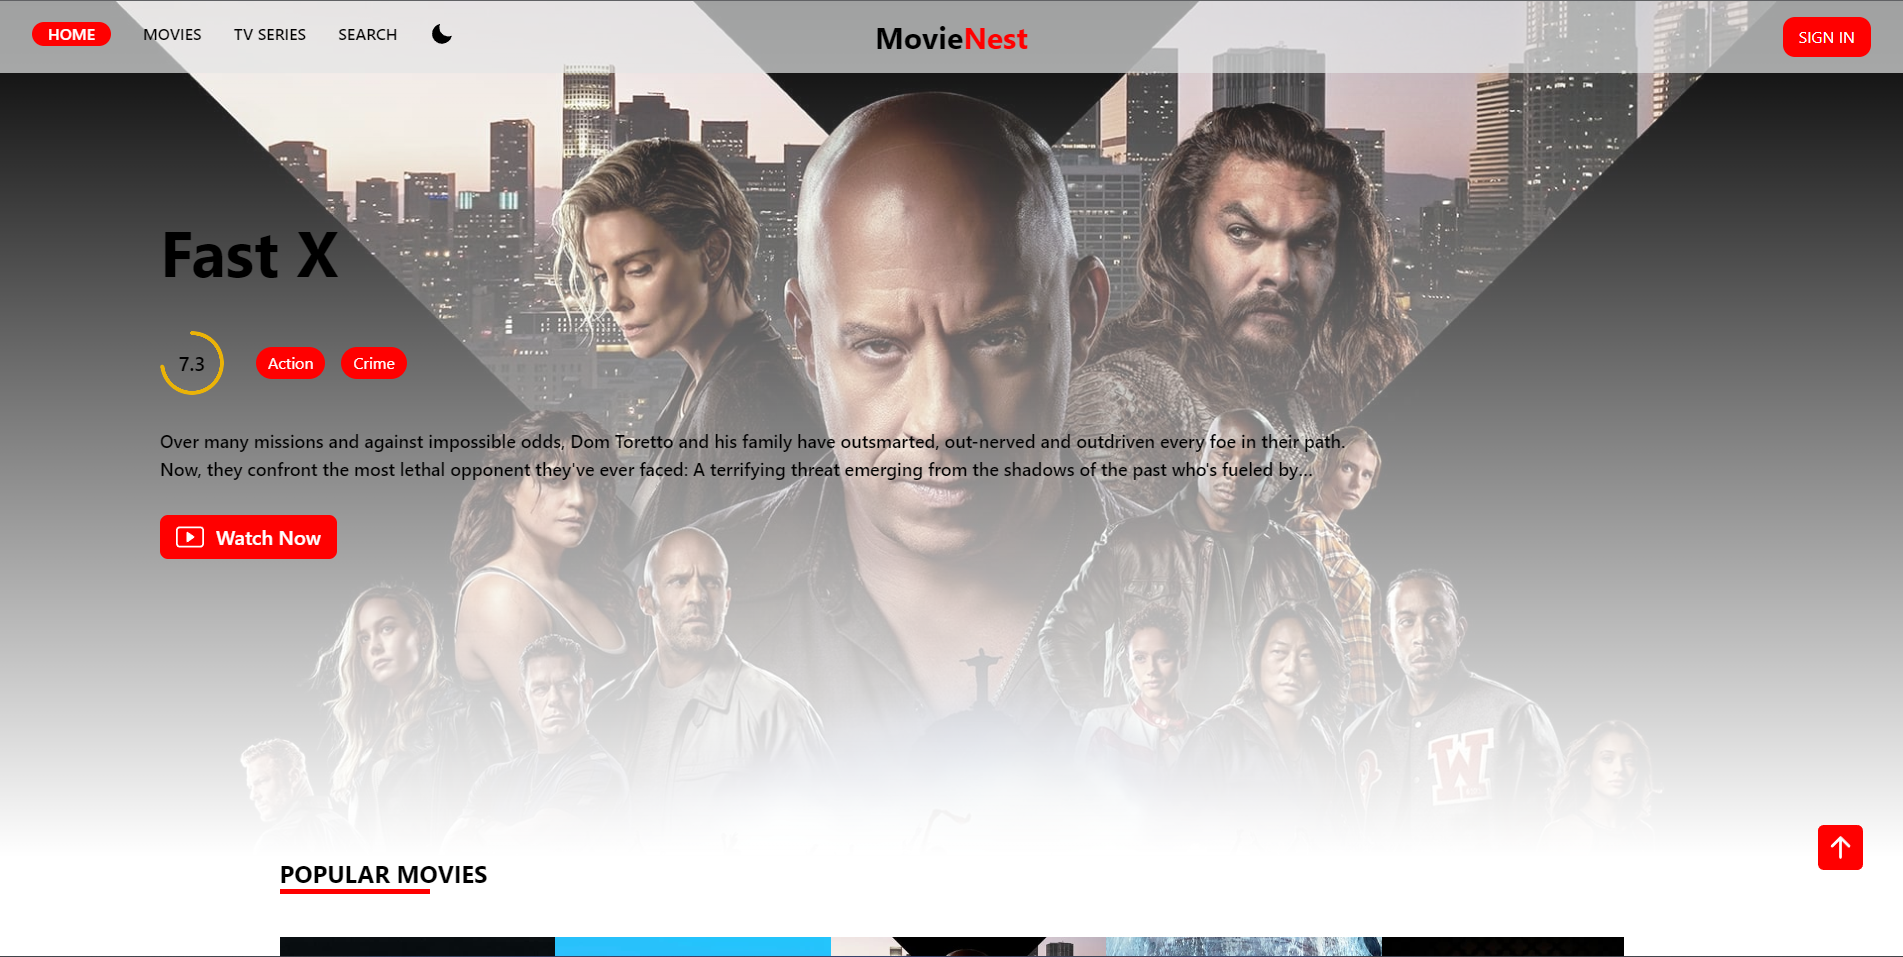 HOME
MOVIES
TV SERIES
SEARCH
MovieNest
SIGN IN
Fast X
7.3
Action
Crime
Over many missions and against impossible odds, Dom Toretto and his family have outsmarted, out-nerved and outdriven every foe in their path.
Now, they confront the most lethal opponent they've ever faced: A terrifying threat emerging from the shadows of the past who's fueled by...
Watch Now
W
POPULAR MOVIES